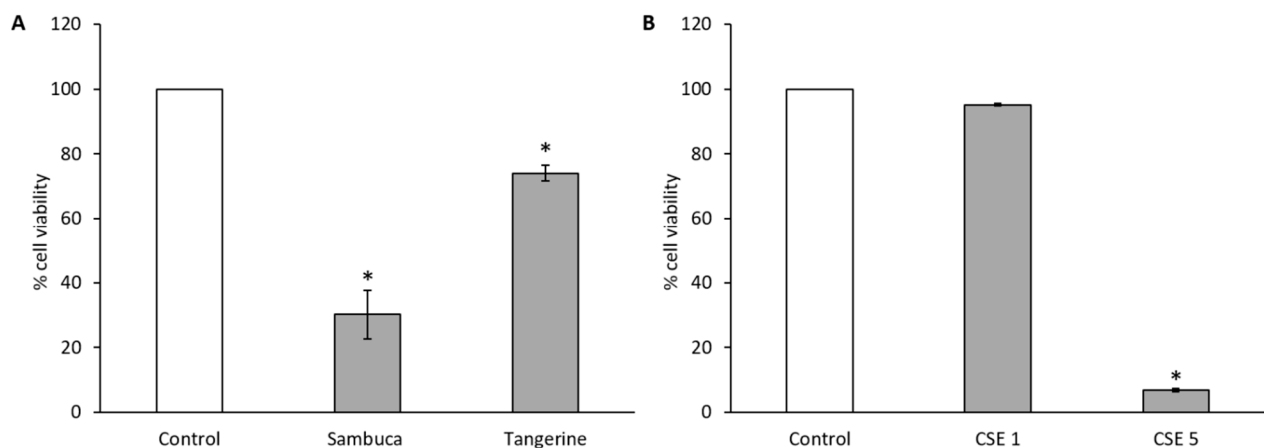 A
% cell viability
120
100
80
60
40
20
0
*
*
Control
Sambuca
Tangerine
B
% cell viability
120
100
80
60
40
20
0
*
Control
CSE 1
CSE 5